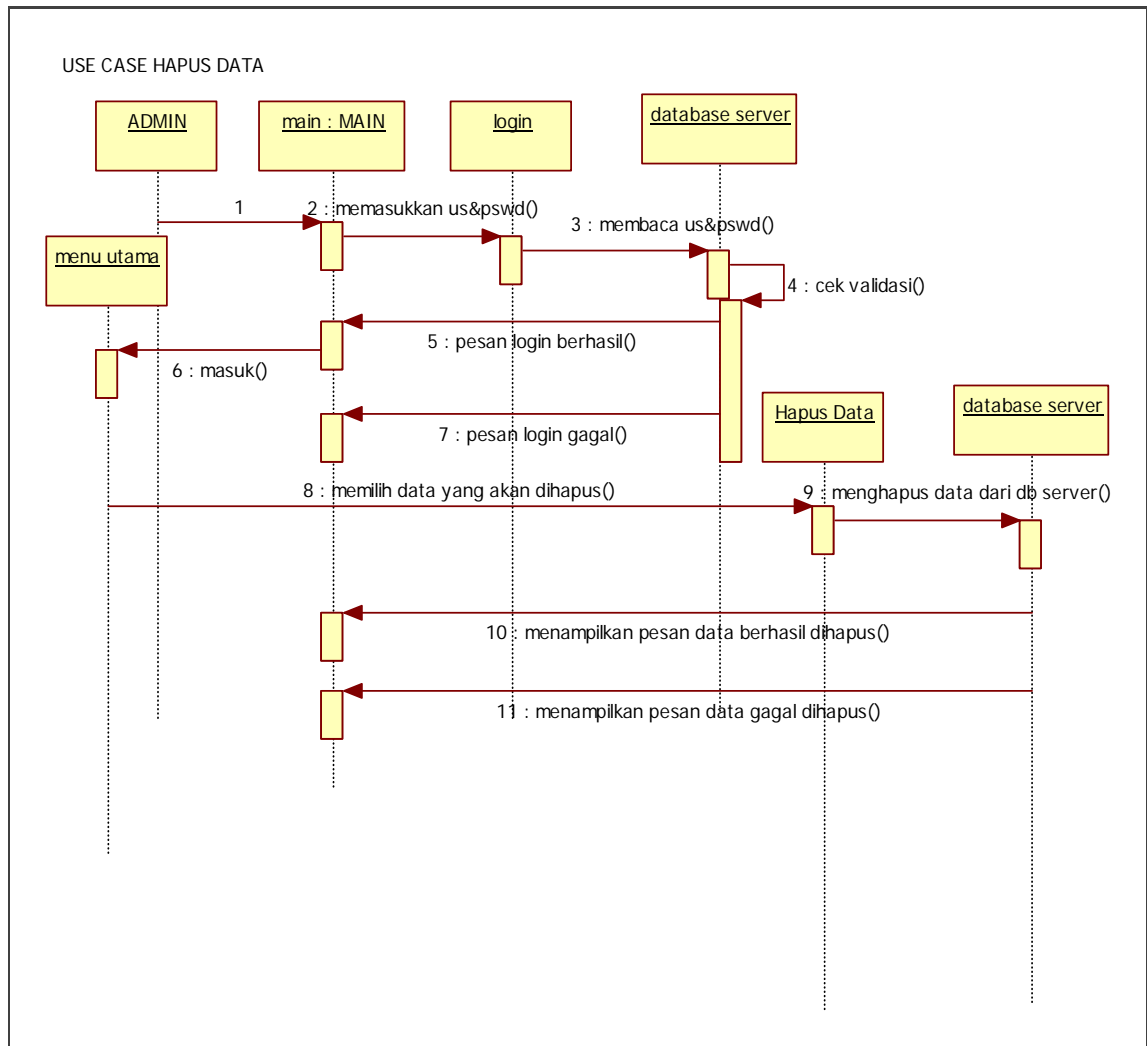 USE CASE HAPUS DATA
ADMIN
main : MAIN
login
database server
1
2 : memasukkan us&pswd()
3 : membaca us&pswd()
menu utama
4 : cek validasi()
5 : pesan login berhasil()
6 : masuk()
Hapus Data
database server
7 : pesan login gagal()
8 : memilih data yang akan dihapus()
9 : menghapus data dari db server()
10 : menampilkan pesan data berhasil dihapus()
11 : menampilkan pesan data gagal dihapus()